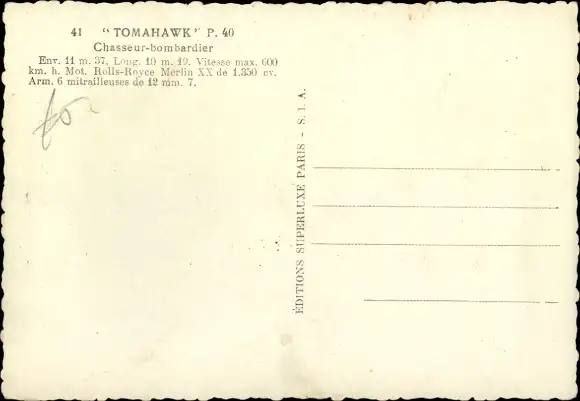 41 "TOMAHAWK" P. 40
Chasseur-bombardier
Env. 11 m. 37, Long. 10 m. 19. Vitesse max. 600
km. h. Mot. Rolls-Royce Merlin XX de 1.350 cv.
Arm. 6 mitrailleuses de 12 mm. 7.
ÉDITIONS SUPERLUXE PARIS - S. I. A.